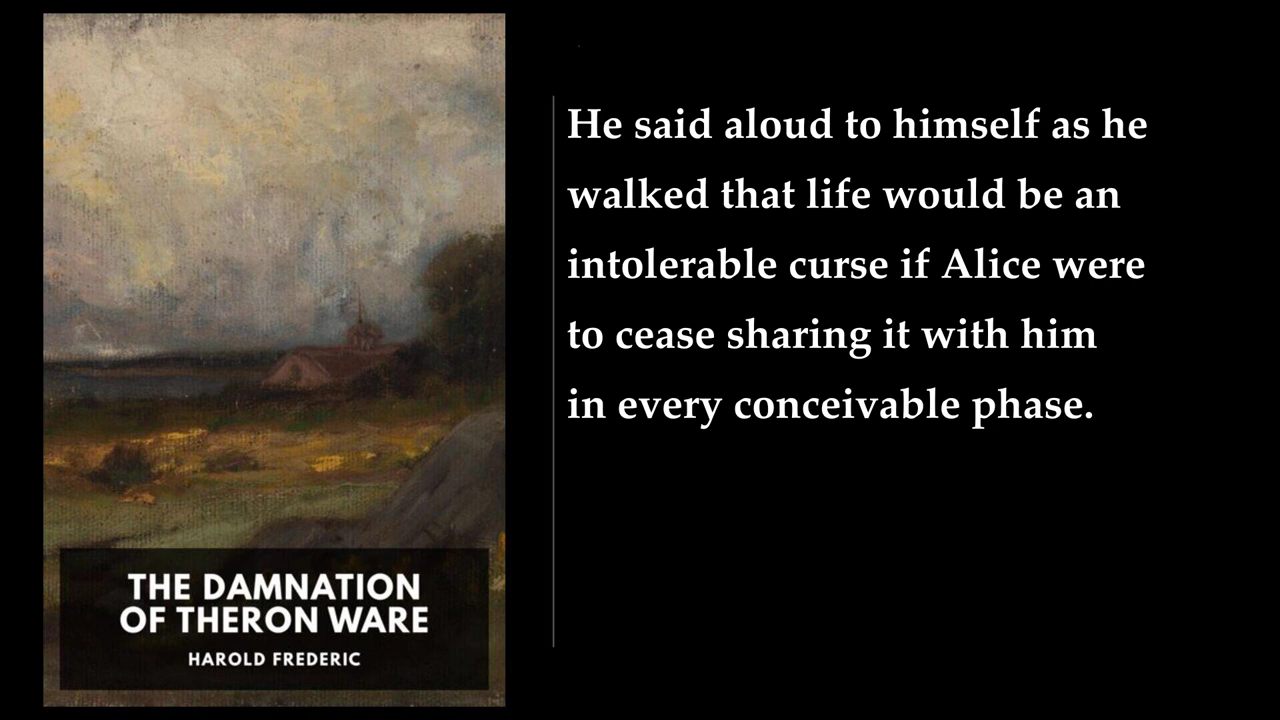 He said aloud to himself as he
walked that life would be an
intolerable curse if Alice were
to cease sharing it with him
in every conceivable phase.
THE DAMNATION
OF THERON WARE
HAROLD FREDERIC